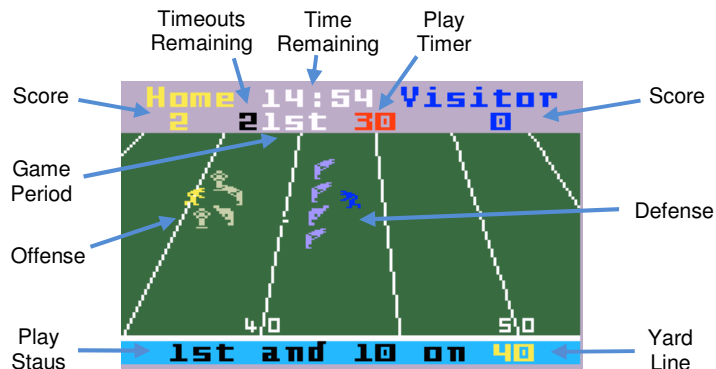 Timeouts Remaining
Time Remaining
Play Timer
Score
Home 14:54 Visitor
2 2 1st 30 0
Score
Game Period
Offense
Defense
40 50
Play Staus
1st and 10 on 40
Yard Line